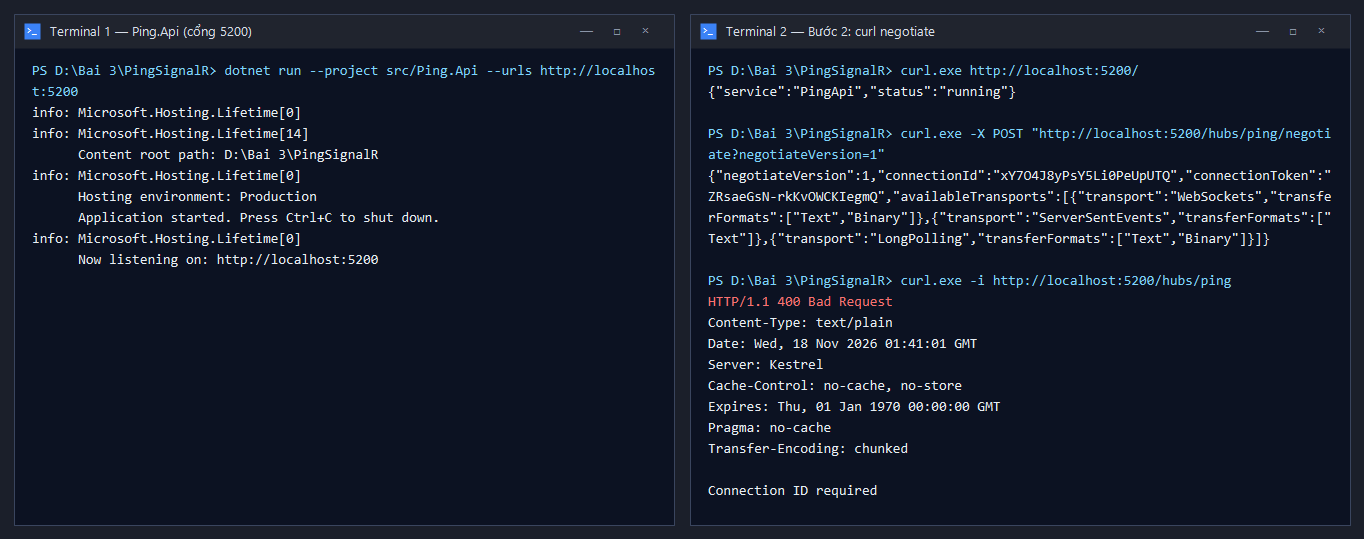 Terminal 1 — Ping.Api (cổng 5200)
PS D:\Bai 3\PingSignalR> dotnet run --project src/Ping.Api --urls http://localhos
t:5200
info: Microsoft.Hosting.Lifetime[0]
info: Microsoft.Hosting.Lifetime[14]
      Content root path: D:\Bai 3\PingSignalR
info: Microsoft.Hosting.Lifetime[0]
      Hosting environment: Production
      Application started. Press Ctrl+C to shut down.
info: Microsoft.Hosting.Lifetime[0]
      Now listening on: http://localhost:5200
Terminal 2 — Bước 2: curl negotiate
PS D:\Bai 3\PingSignalR> curl.exe http://localhost:5200/
{"service":"PingApi","status":"running"}
PS D:\Bai 3\PingSignalR> curl.exe -X POST "http://localhost:5200/hubs/ping/negoti
ate?negotiateVersion=1"
{"negotiateVersion":1,"connectionId":"xY7O4J8yPsY5Li0PeUpUTQ","connectionToken":"
ZRsaeGsN-rkKvOWCKIegmQ","availableTransports":[{"transport":"WebSockets","transfe
rFormats":["Text","Binary"]},{"transport":"ServerSentEvents","transferFormats":["
Text"]},{"transport":"LongPolling","transferFormats":["Text","Binary"]}]}
PS D:\Bai 3\PingSignalR> curl.exe -i http://localhost:5200/hubs/ping
HTTP/1.1 400 Bad Request
Content-Type: text/plain
Date: Wed, 18 Nov 2026 01:41:01 GMT
Server: Kestrel
Cache-Control: no-cache, no-store
Expires: Thu, 01 Jan 1970 00:00:00 GMT
Pragma: no-cache
Transfer-Encoding: chunked
Connection ID required